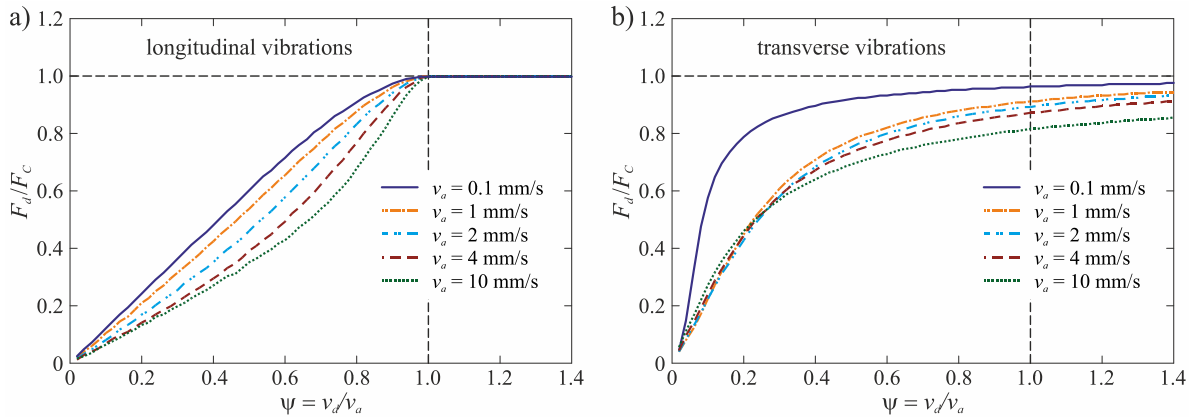 a)
longitudinal vibrations
1.2
1.0
0.8
0.6
0.4
0.2
0
F_d/F_C
v_a = 0.1 mm/s
v_a = 1 mm/s
v_a = 2 mm/s
v_a = 4 mm/s
v_a = 10 mm/s
0 0.2 0.4 0.6 0.8 1.0 1.2 1.4
Ψ = v_d/v_a
b)
transverse vibrations
1.2
1.0
0.8
0.6
0.4
0.2
0
F_d/F_C
v_a = 0.1 mm/s
v_a = 1 mm/s
v_a = 2 mm/s
v_a = 4 mm/s
v_a = 10 mm/s
0 0.2 0.4 0.6 0.8 1.0 1.2 1.4
Ψ = v_d/v_a